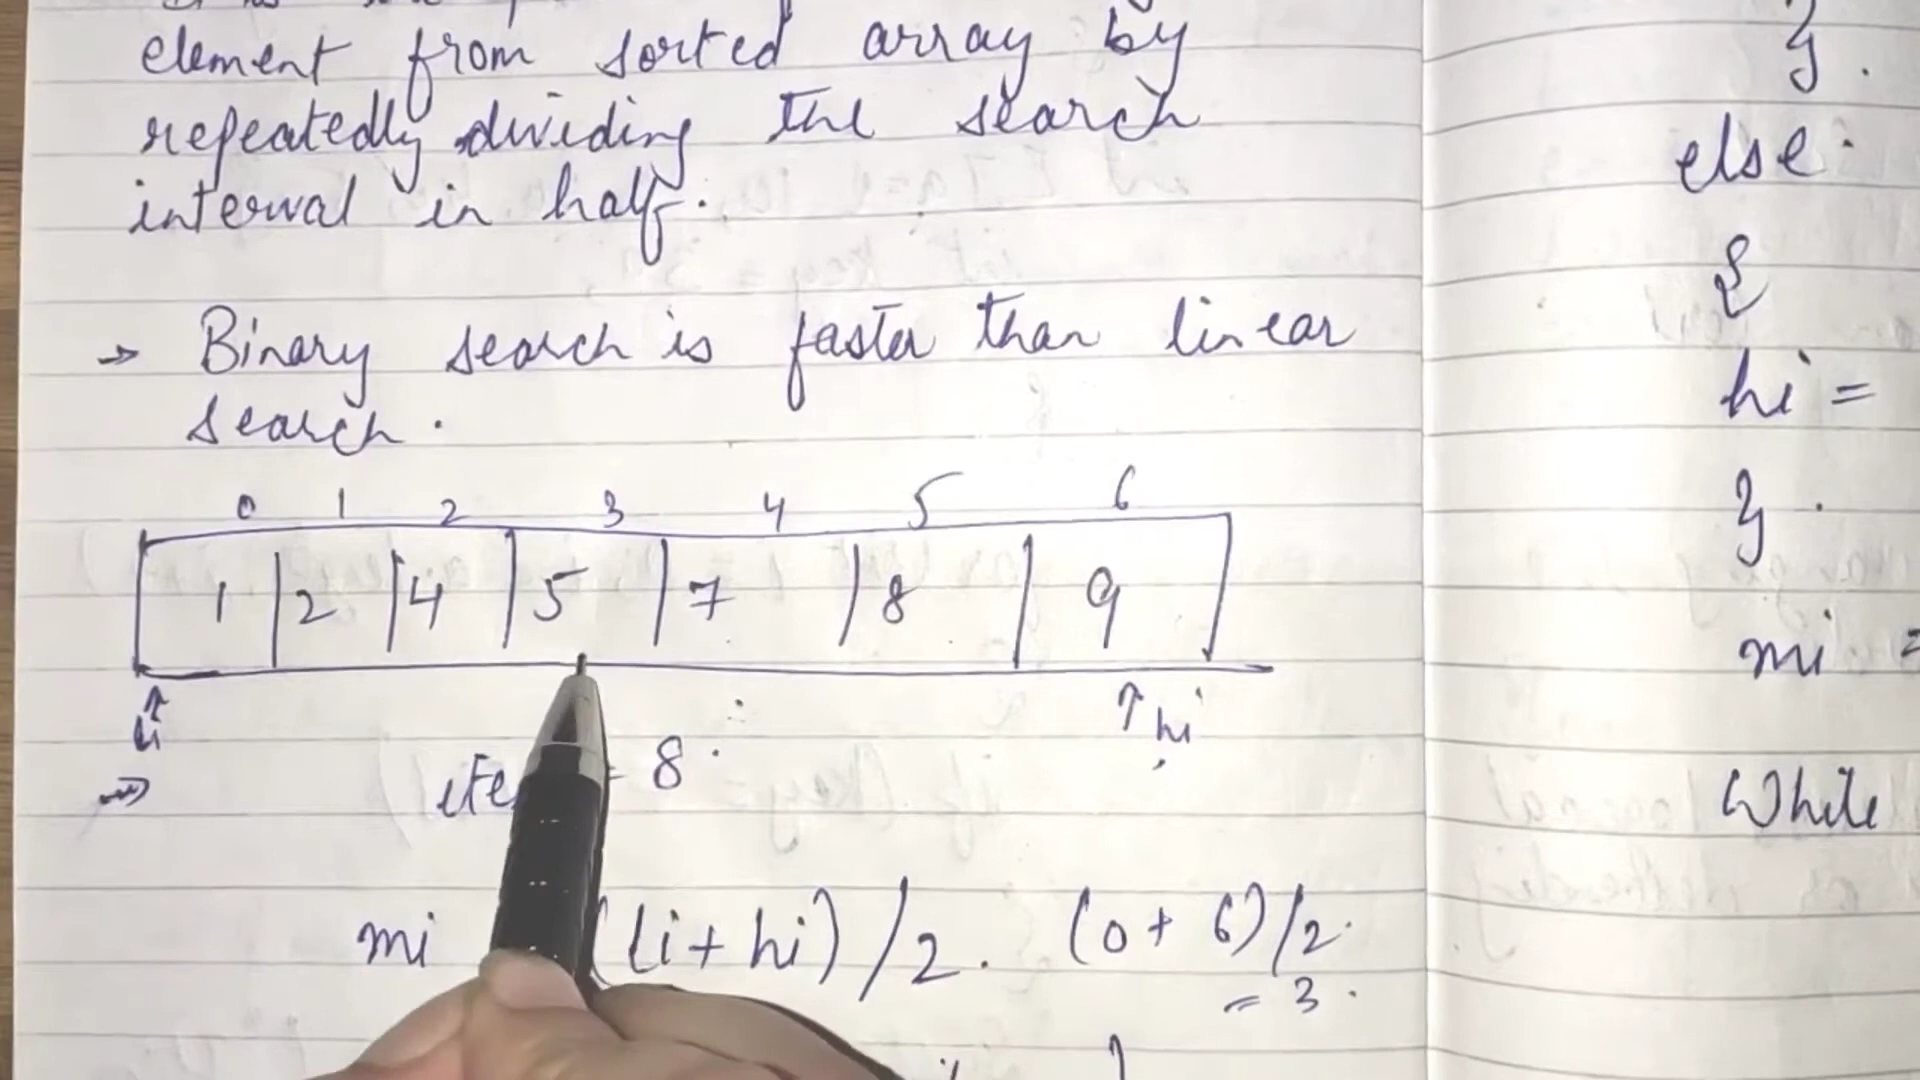 element from sorted array by
repeatedly dividing the search
interval in half.
→ Binary search is faster than linear
search.
0 1 2 3 4 5 6
1 2 4 5 7 8 9
li hi
= 8
mi (li + hi) / 2. (0 + 6) / 2.
= 3.
}.
else
{
hi =
}
mi =
While